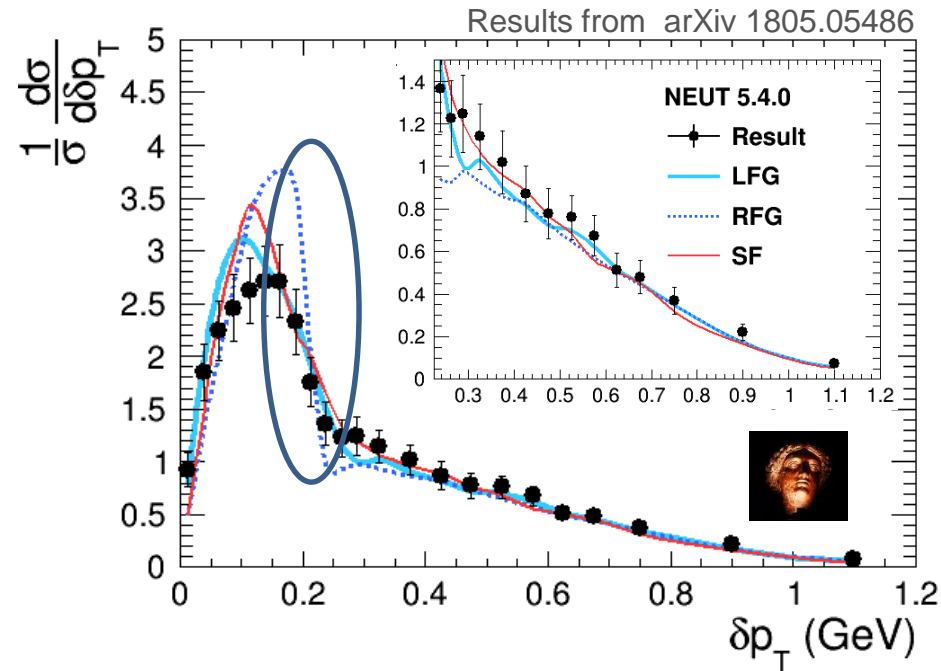 Results from arXiv 1805.05486
1/σ dσ/dδp_T
5
4.5
4
3.5
3
2.5
2
1.5
1
0.5
0
0 0.2 0.4 0.6 0.8 1 1.2
δp_T (GeV)
1.4
1.2
1
0.8
0.6
0.4
0.2
0
0.3 0.4 0.5 0.6 0.7 0.8 0.9 1 1.1 1.2
NEUT 5.4.0
Result
LFG
RFG
SF